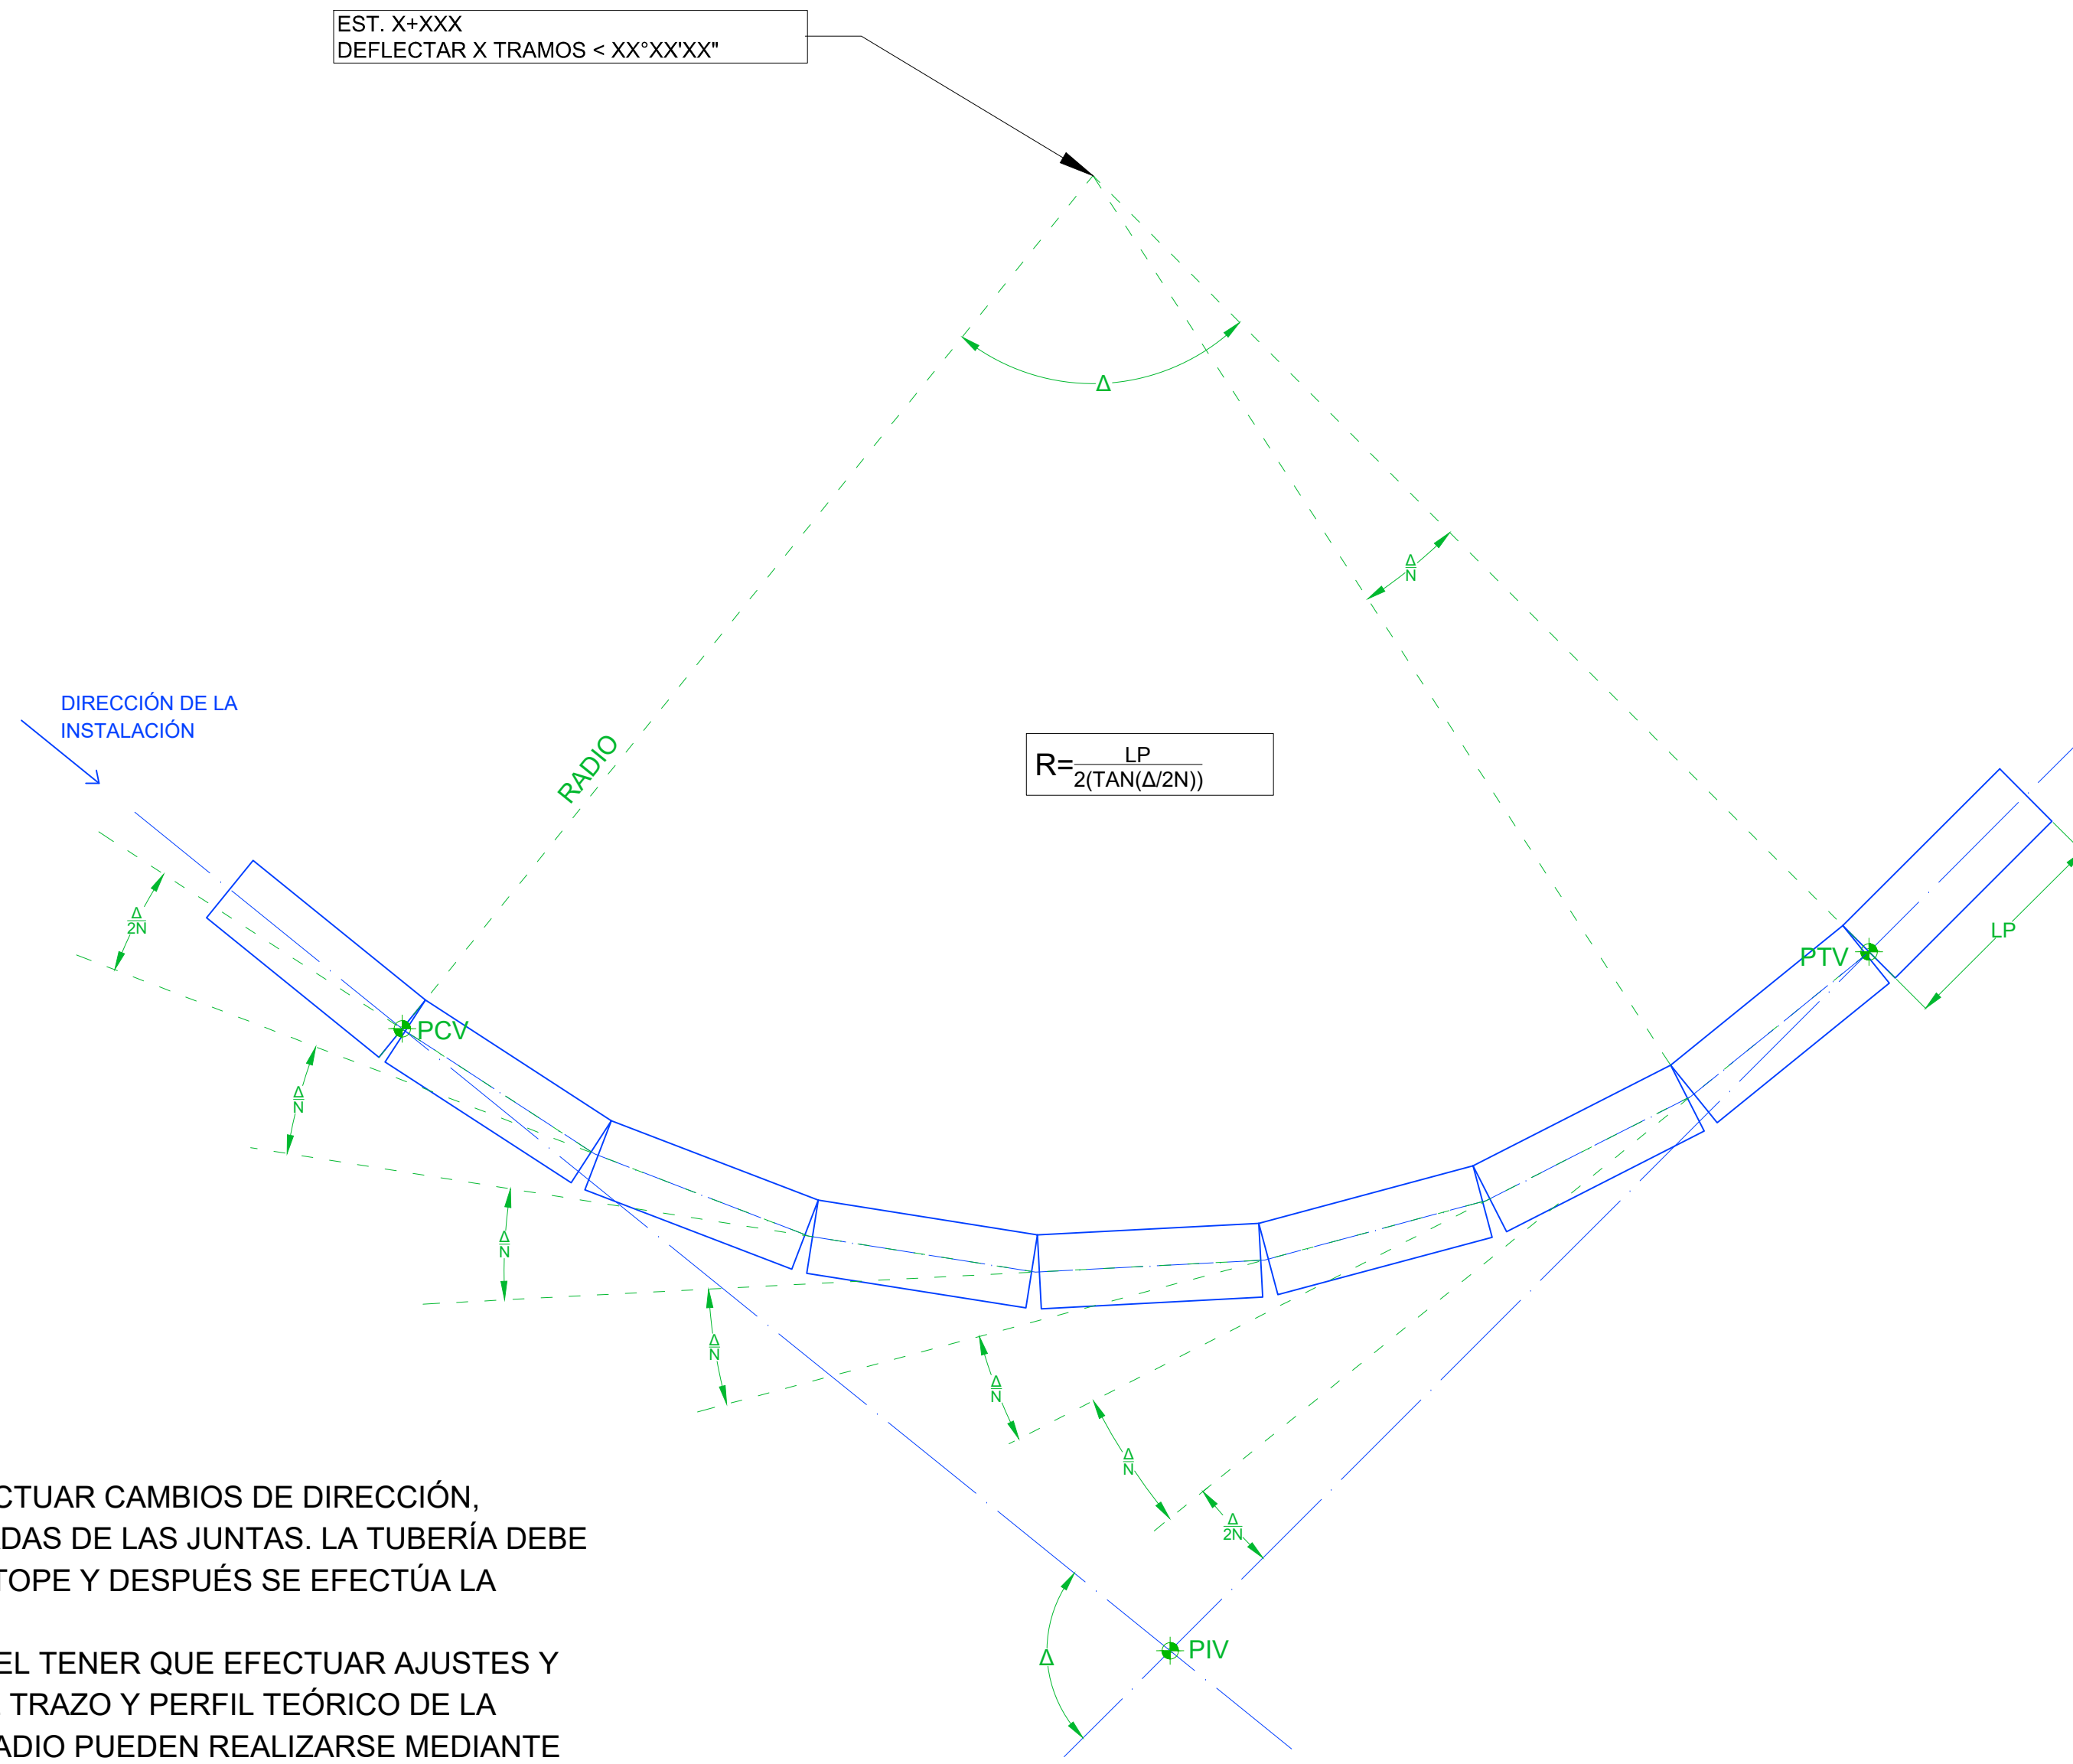 EST. X+XXX
DEFLECTAR X TRAMOS < XX°XX'XX"
Δ
Δ
N
DIRECCIÓN DE LA
INSTALACIÓN
RADIO
R=LP
2(TAN(Δ/2N))
Δ
2N
LP
PTV
PCV
Δ
N
Δ
N
Δ
N
Δ
N
Δ
N
Δ
2N
CTUAR CAMBIOS DE DIRECCIÓN,
DAS DE LAS JUNTAS. LA TUBERÍA DEBE
TOPE Y DESPUÉS SE EFECTÚA LA
Δ
PIV
EL TENER QUE EFECTUAR AJUSTES Y
TRAZO Y PERFIL TEÓRICO DE LA
ADIO PUEDEN REALIZARSE MEDIANTE